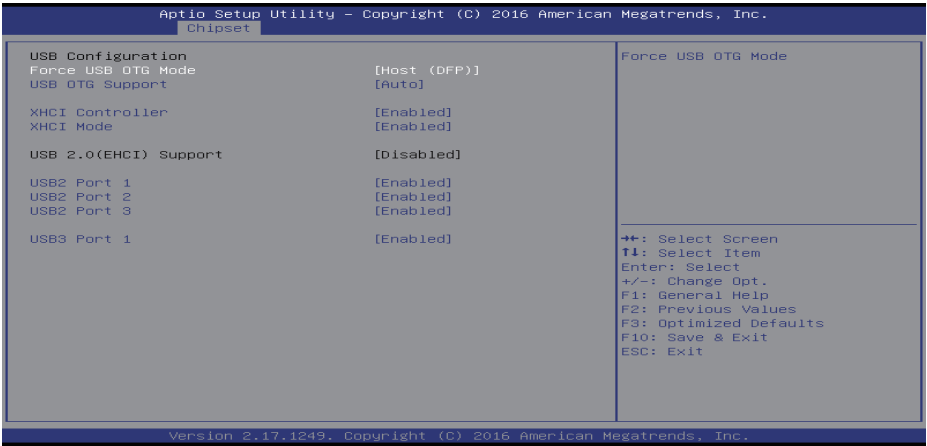 Aptio Setup Utility – Copyright (C) 2016 American Megatrends, Inc.
Chipset
USB Configuration
Force USB OTG Mode [Host (DFP)]
USB OTG Support [Auto]
XHCI Controller [Enabled]
XHCI Mode [Enabled]
USB 2.0(EHCI) Support [Disabled]
USB2 Port 1 [Enabled]
USB2 Port 2 [Enabled]
USB2 Port 3 [Enabled]
USB3 Port 1 [Enabled]
Force USB OTG Mode
→←: Select Screen
↑↓: Select Item
Enter: Select
+/-: Change Opt.
F1: General Help
F2: Previous Values
F3: Optimized Defaults
F10: Save & Exit
ESC: Exit
Version 2.17.1249. Copyright (C) 2016 American Megatrends, Inc.